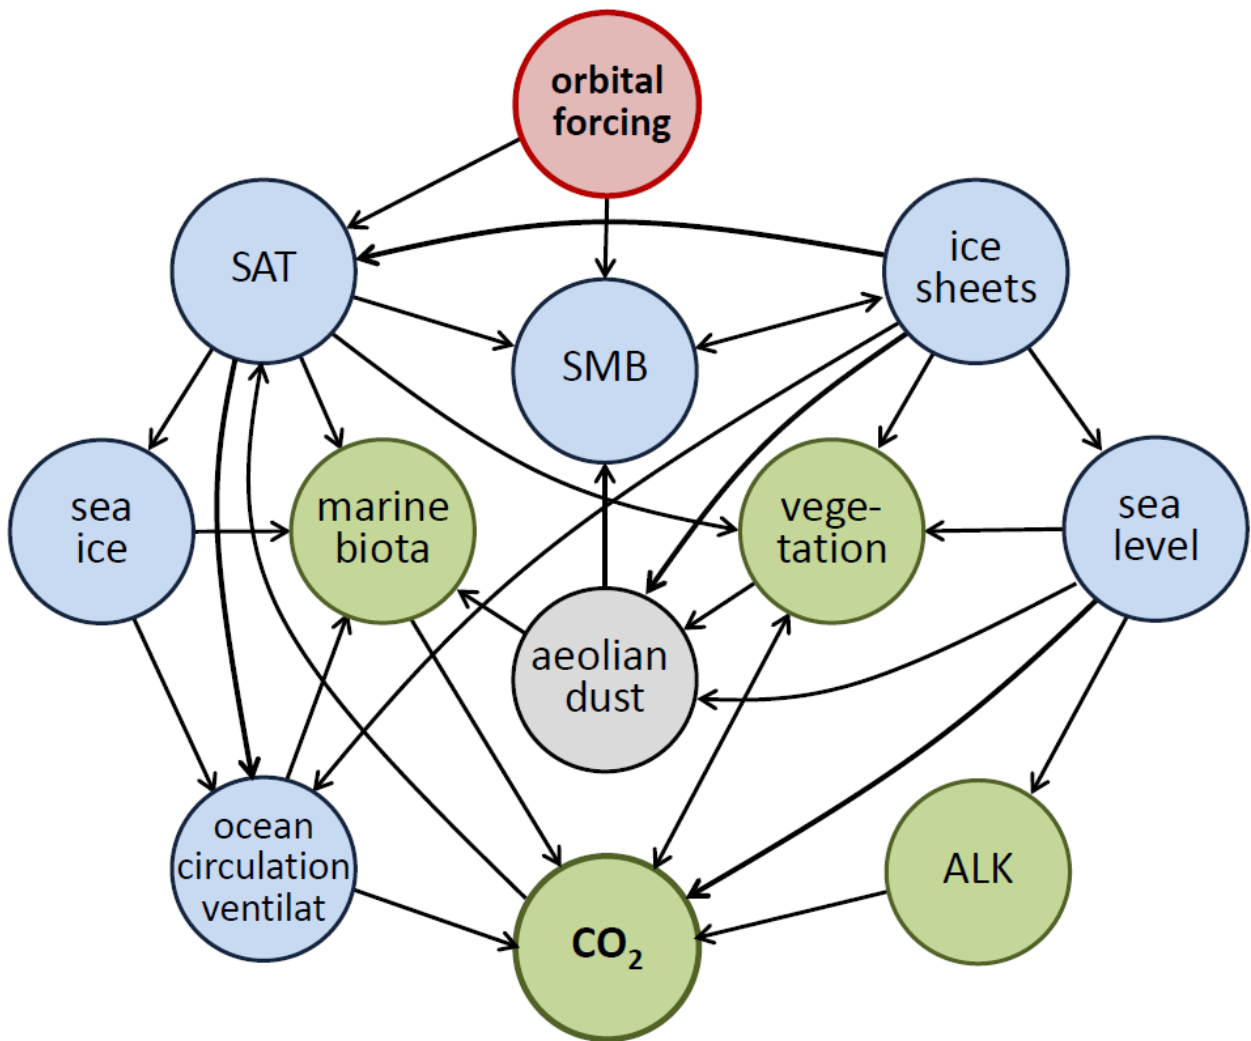 orbital
forcing
SAT
ice
sheets
SMB
sea
ice
marine
biota
vege-
tation
sea
level
aeolian
dust
ocean
circulation
ventilat
ALK
CO₂